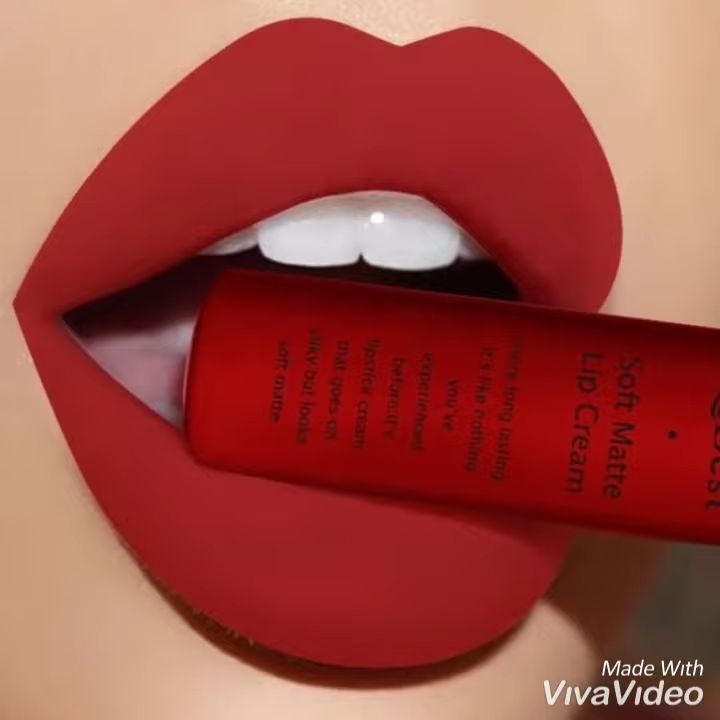 Soft Matte
Lip Cream
more long lasting
it's like nothing
you've
experienced
before.it's
lipstick cream
that goes on
silky but looks
soft matte
Made With
VivaVideo